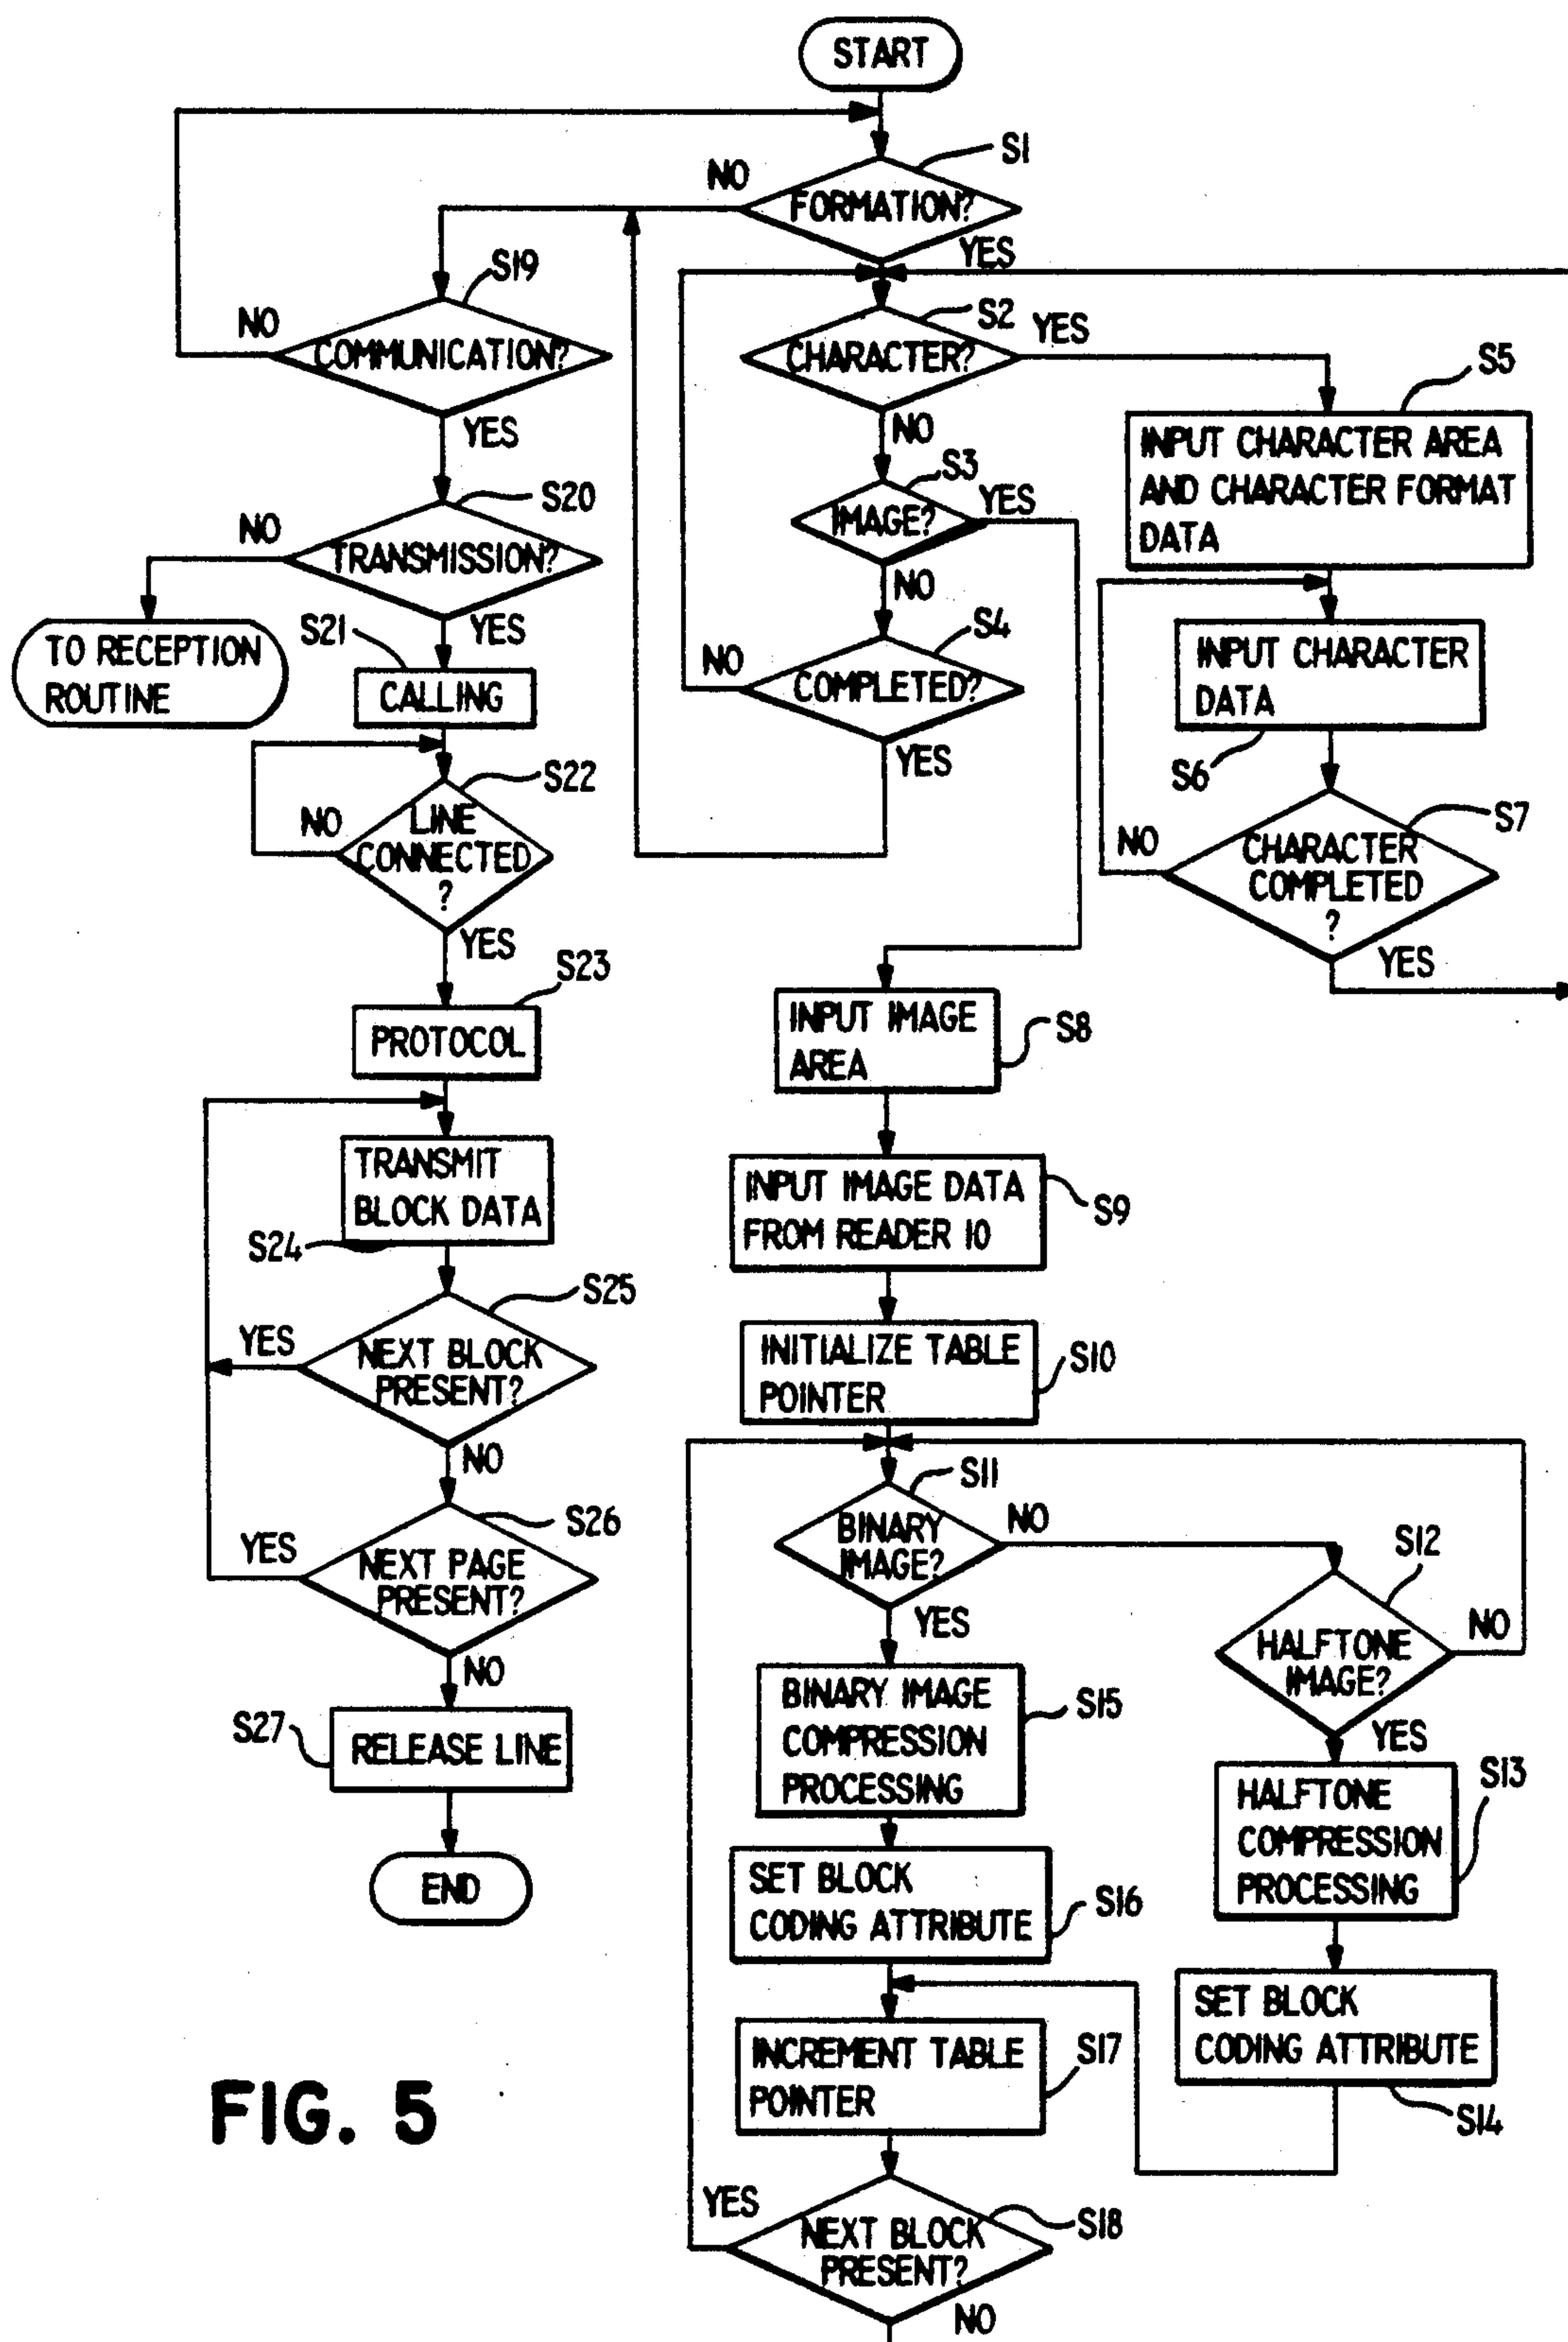 START
S1
NO
FORMATION?
YES
S19
NO
COMMUNICATION?
YES
S20
NO
TRANSMISSION?
YES
TO RECEPTION
ROUTINE
S21
CALLING
S22
NO
LINE
CONNECTED
?
YES
S23
PROTOCOL
TRANSMIT
BLOCK DATA
S24
S25
YES
NEXT BLOCK
PRESENT?
NO
S26
YES
NEXT PAGE
PRESENT?
NO
S27
RELEASE LINE
END
S2
YES
CHARACTER?
NO
S3
YES
IMAGE?
NO
S4
NO
COMPLETED?
YES
S5
INPUT CHARACTER AREA
AND CHARACTER FORMAT
DATA
INPUT CHARACTER
DATA
S6
S7
NO
CHARACTER
COMPLETED
?
YES
INPUT IMAGE
AREA
S8
INPUT IMAGE DATA
FROM READER 10
S9
INITIALIZE TABLE
POINTER
S10
S11
NO
BINARY
IMAGE?
YES
S12
NO
HALFTONE
IMAGE?
YES
S13
HALFTONE
COMPRESSION
PROCESSING
SET BLOCK
CODING ATTRIBUTE
S14
BINARY IMAGE
COMPRESSION
PROCESSING
S15
SET BLOCK
CODING ATTRIBUTE
S16
INCREMENT TABLE
POINTER
S17
YES
S18
NEXT BLOCK
PRESENT?
NO
FIG. 5